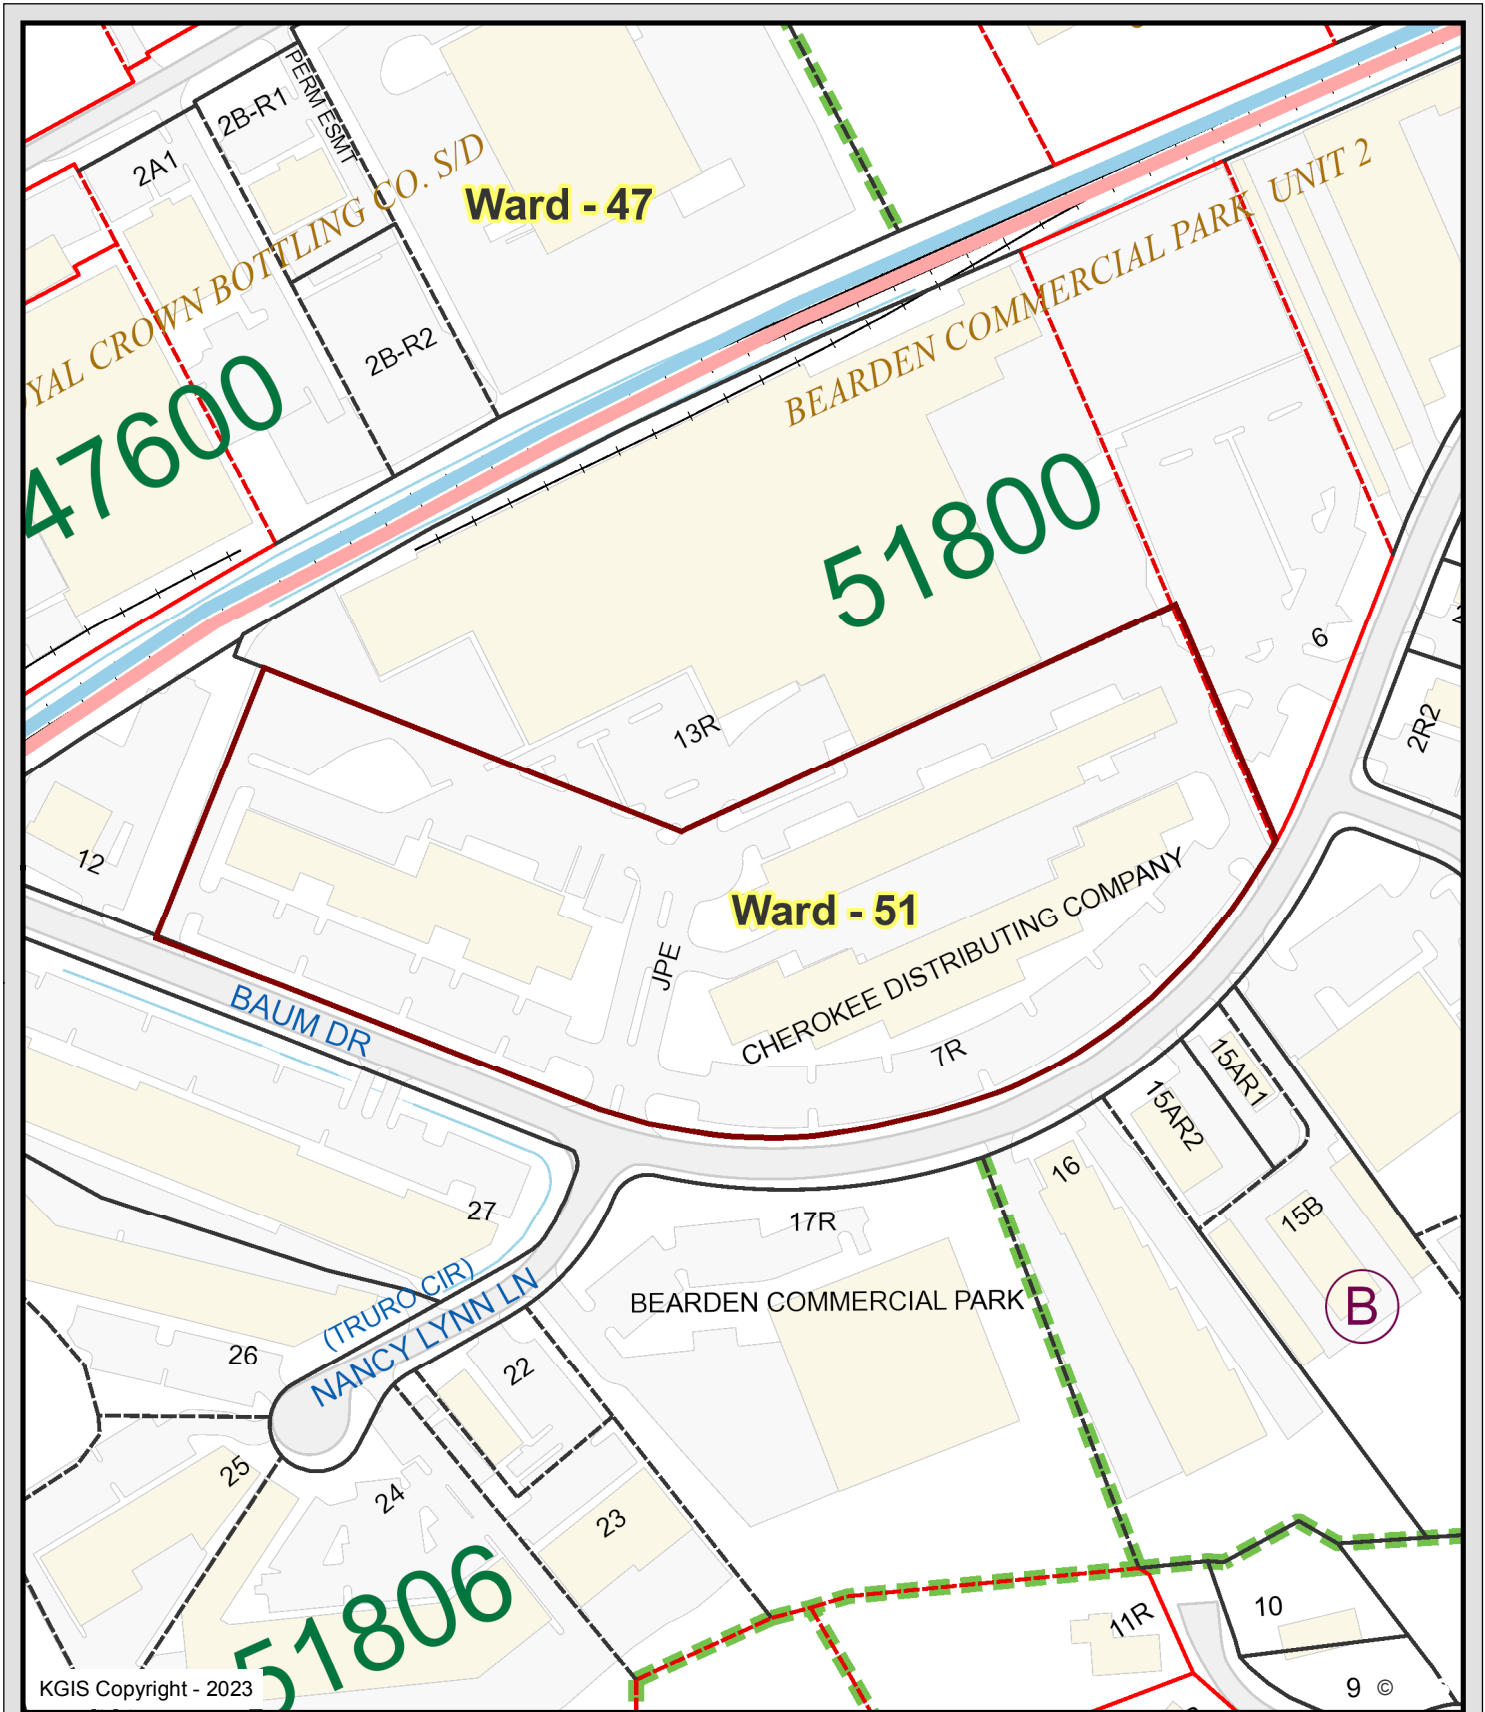 2B-R1
PERM ESMT
2A1
CO. S/D
Ward - 47
ROYAL CROWN BOTTLING
BEARDEN COMMERCIAL PARK UNIT 2
2B-R2
47600
51800
6
13R
2R2
12
Ward - 51
CHEROKEE DISTRIBUTING COMPANY
JPE
BAUM DR
7R
15AR1
15AR2
16
27
17R
15B
(TRURO CIR)
NANCY LYNN LN
BEARDEN COMMERCIAL PARK
B
26
22
25
24
23
51806
11R
10
9 ©
KGIS Copyright - 2023